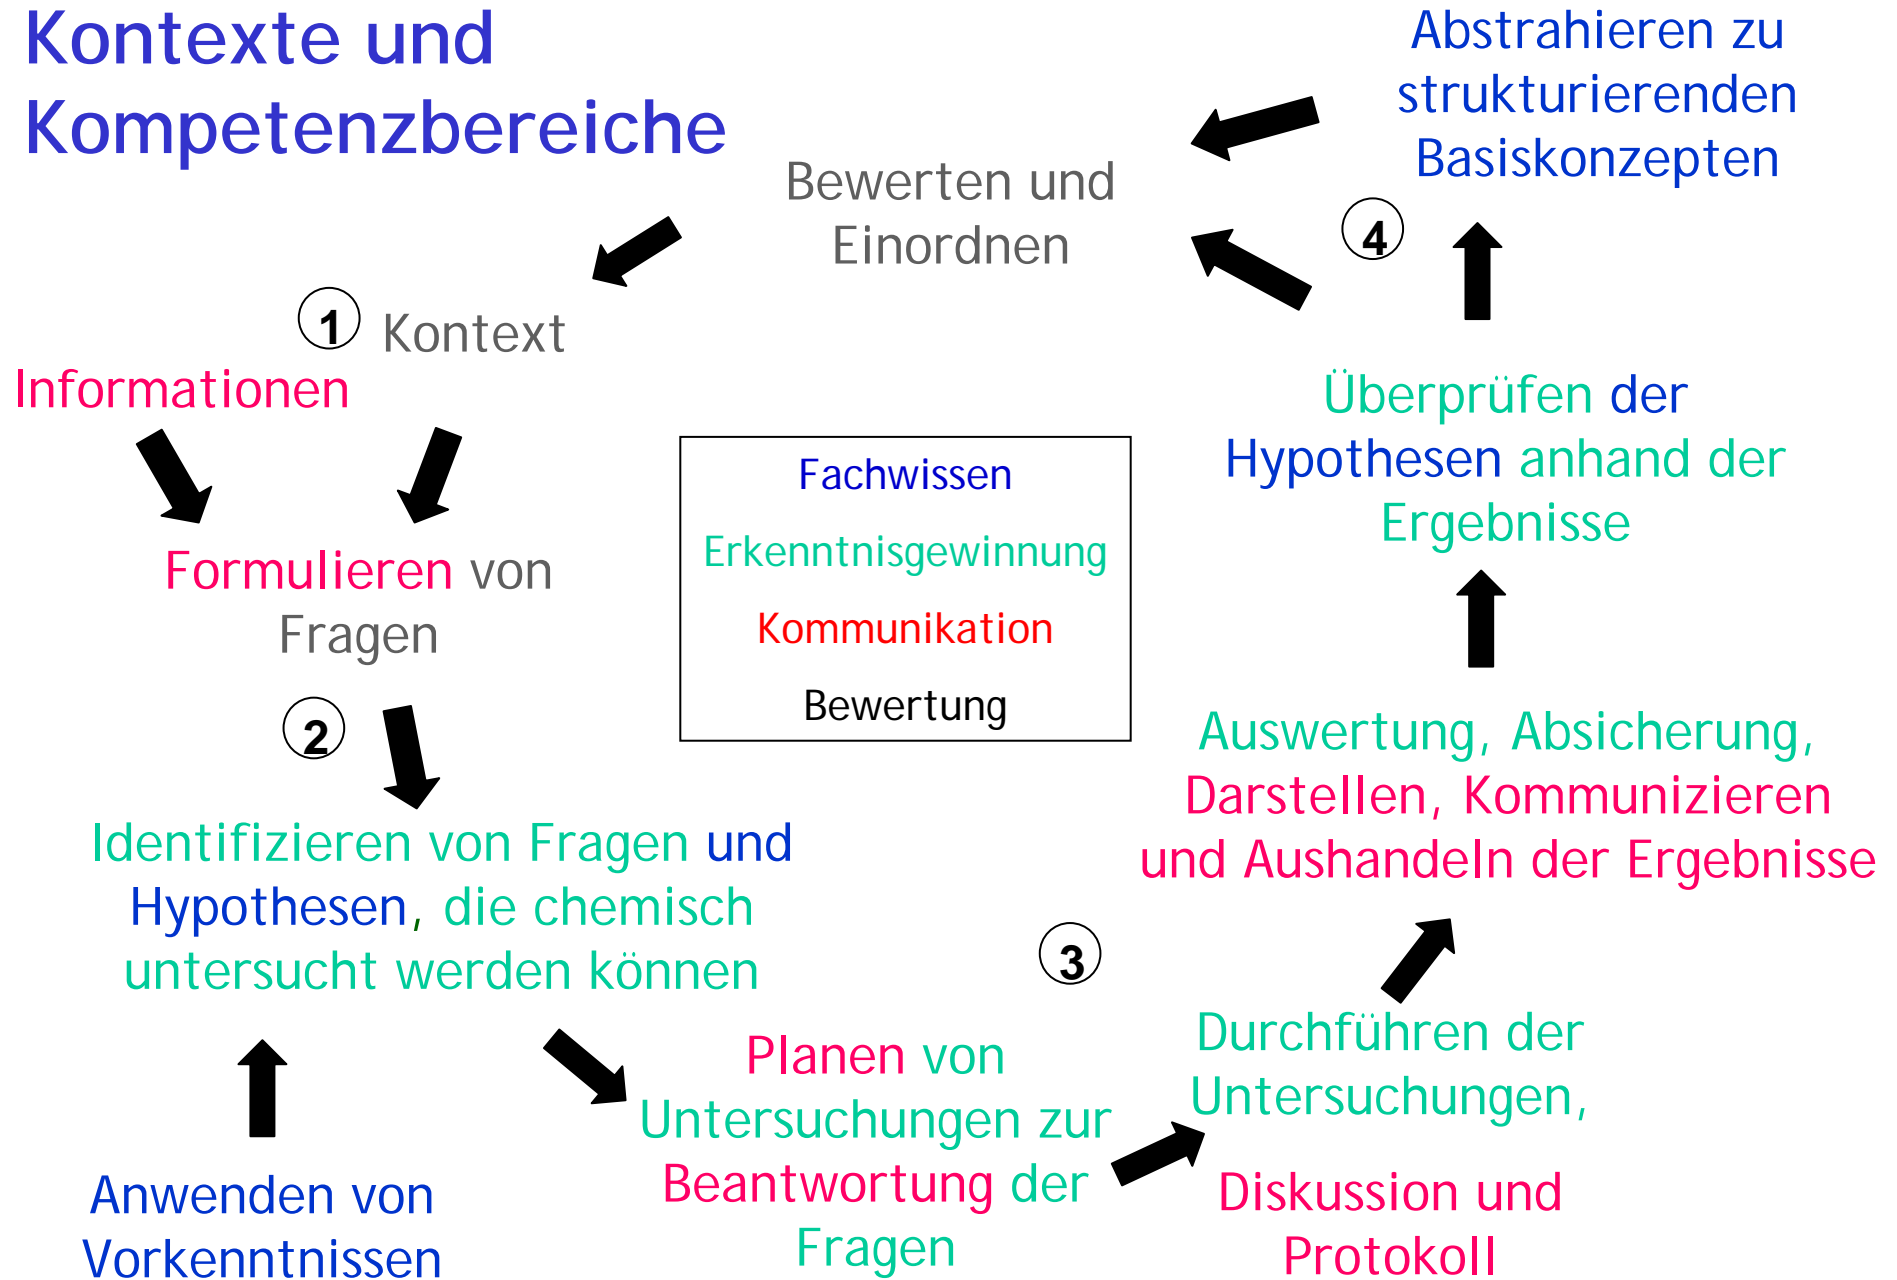 Kontexte und
Kompetenzbereiche
Abstrahieren zu
strukturierenden
Basiskonzepten
Bewerten und
Einordnen
4
1
Kontext
Informationen
Überprüfen der
Hypothesen anhand der
Ergebnisse
Fachwissen
Erkenntnisgewinnung
Kommunikation
Bewertung
Formulieren von
Fragen
2
Auswertung, Absicherung,
Darstellen, Kommunizieren
und Aushandeln der Ergebnisse
Identifizieren von Fragen und
Hypothesen, die chemisch
untersucht werden können
3
Durchführen der
Untersuchungen,
Planen von
Untersuchungen zur
Beantwortung der
Fragen
Diskussion und
Protokoll
Anwenden von
Vorkenntnissen